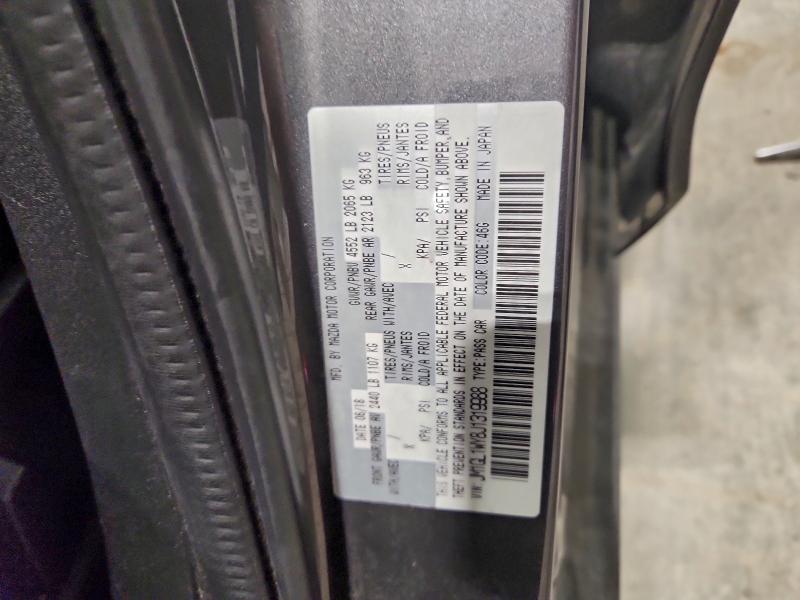 MFD. BY MAZDA MOTOR CORPORATION
DATE 06/18 GVWR/PNBV 4552 LB 2065 KG
FRONT GAWR/PNBE AV 2440 LB 1107 KG REAR GAWR/PNBE AR 2123 LB 963 KG
WITH/AVEC / TIRES/PNEUS WITH/AVEC / TIRES/PNEUS
X RIMS/JANTES X RIMS/JANTES
KPA/ PSI COLD/A FROID KPA/ PSI COLD/A FROID
THIS VEHICLE CONFORMS TO ALL APPLICABLE FEDERAL MOTOR VEHICLE SAFETY, BUMPER, AND
THEFT PREVENTION STANDARDS IN EFFECT ON THE DATE OF MANUFACTURE SHOWN ABOVE.
VIN: JM1GL1WY8J1319988 TYPE:PASS CAR COLOR CODE:46G MADE IN JAPAN